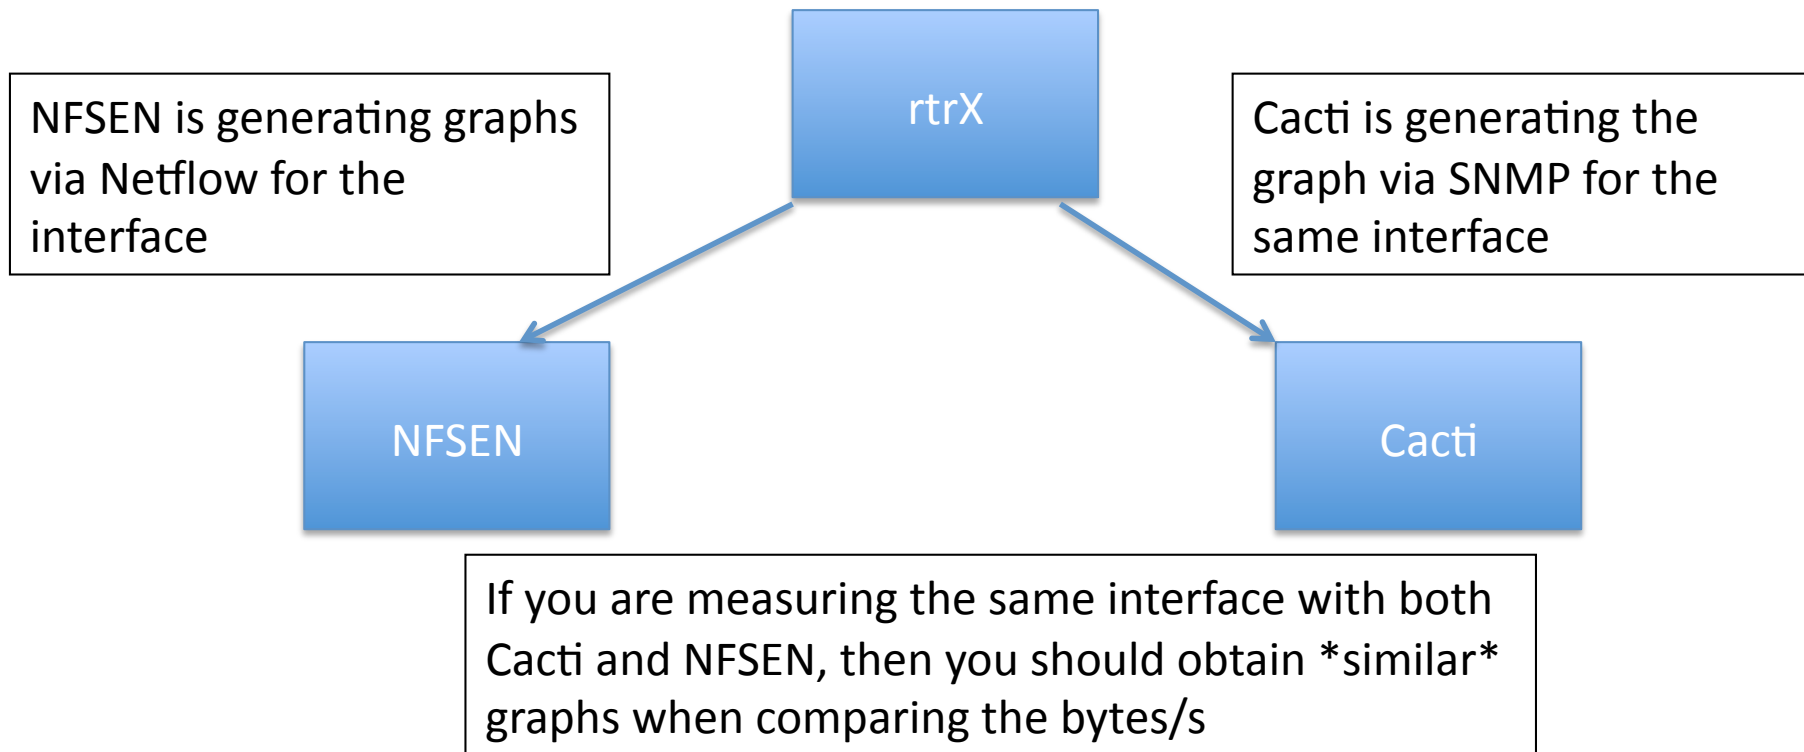 rtrX
NFSEN is generating graphs
via Netflow for the
interface
Cacti is generating the
graph via SNMP for the
same interface
NFSEN
Cacti
If you are measuring the same interface with both
Cacti and NFSEN, then you should obtain *similar*
graphs when comparing the bytes/s